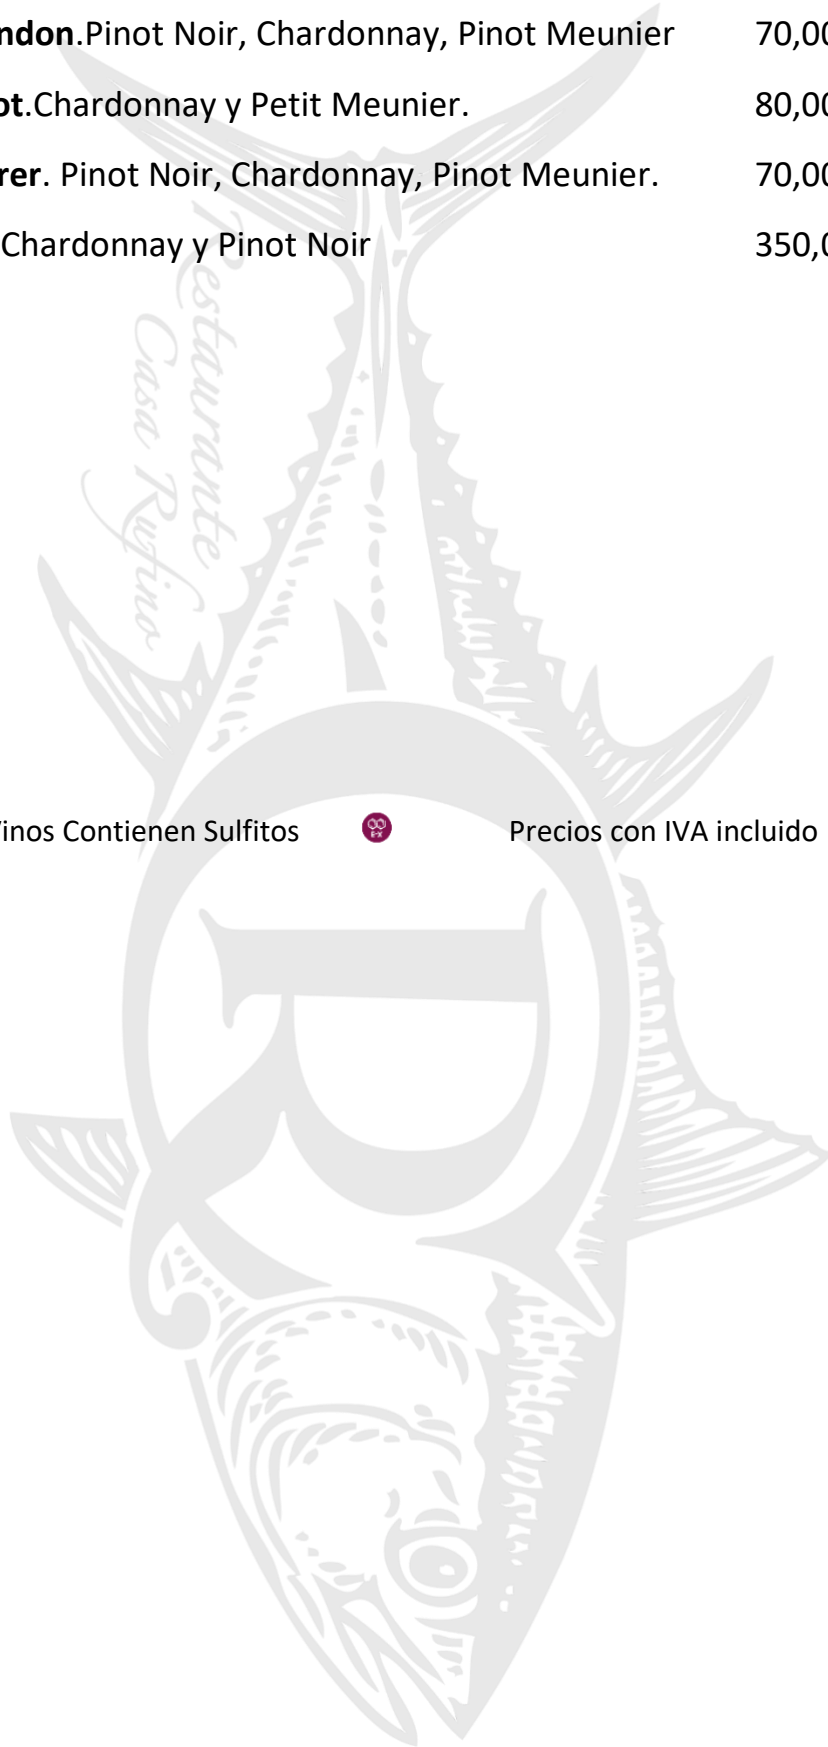 ndon.Pinot Noir, Chardonnay, Pinot Meunier 70,00
ot.Chardonnay y Petit Meunier. 80,00
rer. Pinot Noir, Chardonnay, Pinot Meunier. 70,00
Chardonnay y Pinot Noir 350,0
Restaurante
Casa Rufino
Vinos Contienen Sulfitos Precios con IVA incluido
R